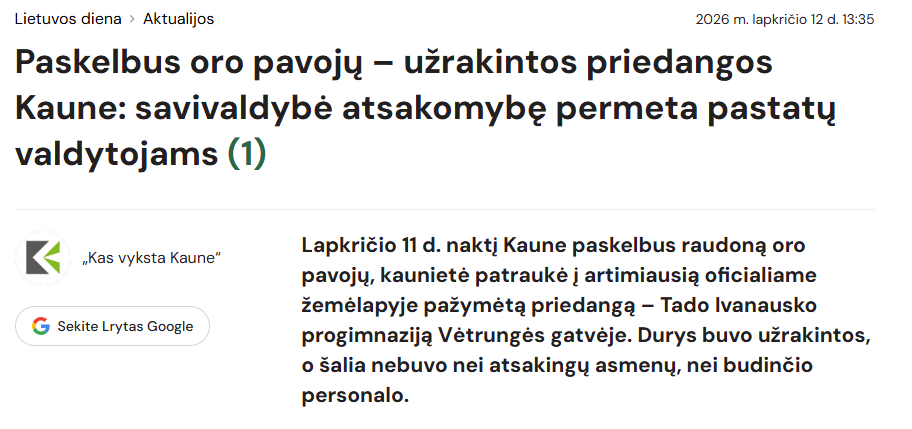 Lietuvos diena > Aktualijos
2026 m. lapkričio 12 d. 13:35
Paskelbus oro pavojų – užrakintos priedangos
Kaune: savivaldybė atsakomybę permeta pastatų
valdytojams (1)
„Kas vyksta Kaune“
Sekite Lrytas Google
Lapkričio 11 d. naktį Kaune paskelbus raudoną oro
pavojų, kaunietė patraukė į artimiausią oficialiame
žemėlapyje pažymėtą priedangą – Tado Ivanausko
progimnaziją Vėtrungės gatvėje. Durys buvo užrakintos,
o šalia nebuvo nei atsakingų asmenų, nei budinčio
personalo.